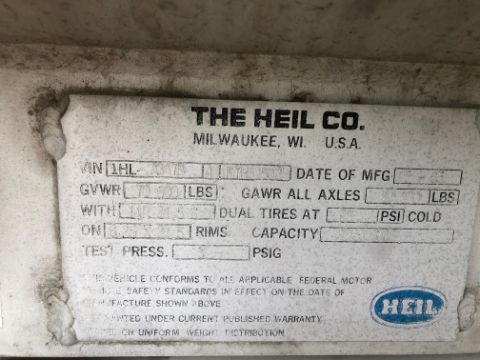 THE HEIL CO.
MILWAUKEE, WI. U.S.A.
VIN 1HL DATE OF MFG
GVWR LBS GAWR ALL AXLES LBS
WITH DUAL TIRES AT PSI COLD
ON RIMS CAPACITY
TEST PRESS. PSIG
VEHICLE CONFORMS TO ALL APPLICABLE FEDERAL MOTOR
SAFETY STANDARDS IN EFFECT ON THE DATE OF
MANUFACTURE SHOWN ABOVE
UNDER CURRENT PUBLISHED WARRANTY
OR UNIFORM WEIGHT DISTRIBUTION
HEIL